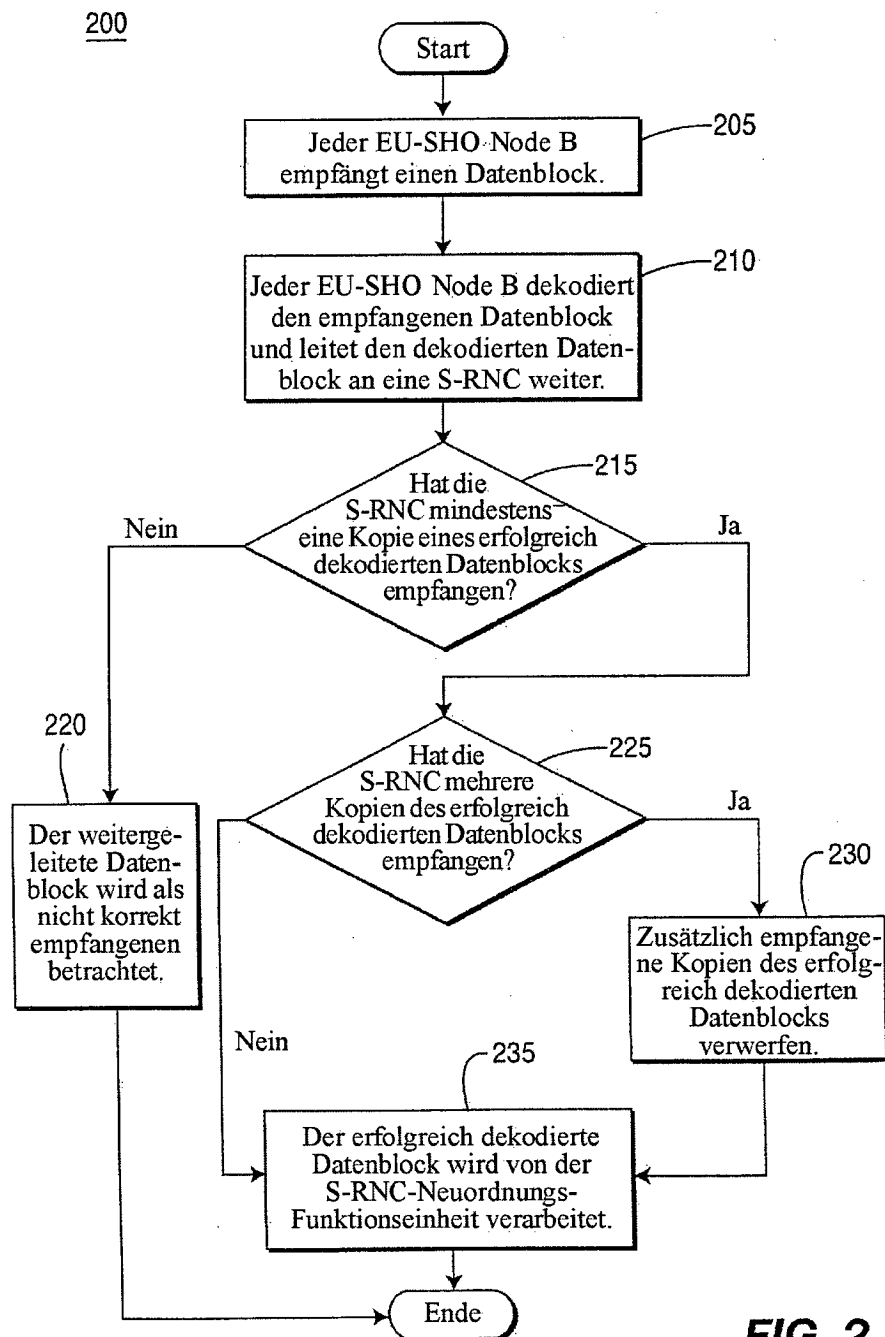 200
Start
205
Jeder EU-SHO Node B
empfängt einen Datenblock.
210
Jeder EU-SHO Node B dekodiert
den empfangenen Datenblock
und leitet den dekodierten Daten-
block an eine S-RNC weiter.
215
Hat die
S-RNC mindestens
eine Kopie eines erfolgreich
dekodierten Datenblocks
empfangen?
Nein
Ja
220
Der weiterge-
leitete Daten-
block wird als
nicht korrekt
empfangenen
betrachtet.
225
Hat die
S-RNC mehrere
Kopien des erfolgreich
dekodierten Datenblocks
empfangen?
Ja
Nein
230
Zusätzlich empfange-
ne Kopien des erfolg-
reich dekodierten
Datenblocks
verwerfen.
235
Der erfolgreich dekodierte
Datenblock wird von der
S-RNC-Neuordnungs-
Funktionseinheit verarbeitet.
Ende
FIG. 2